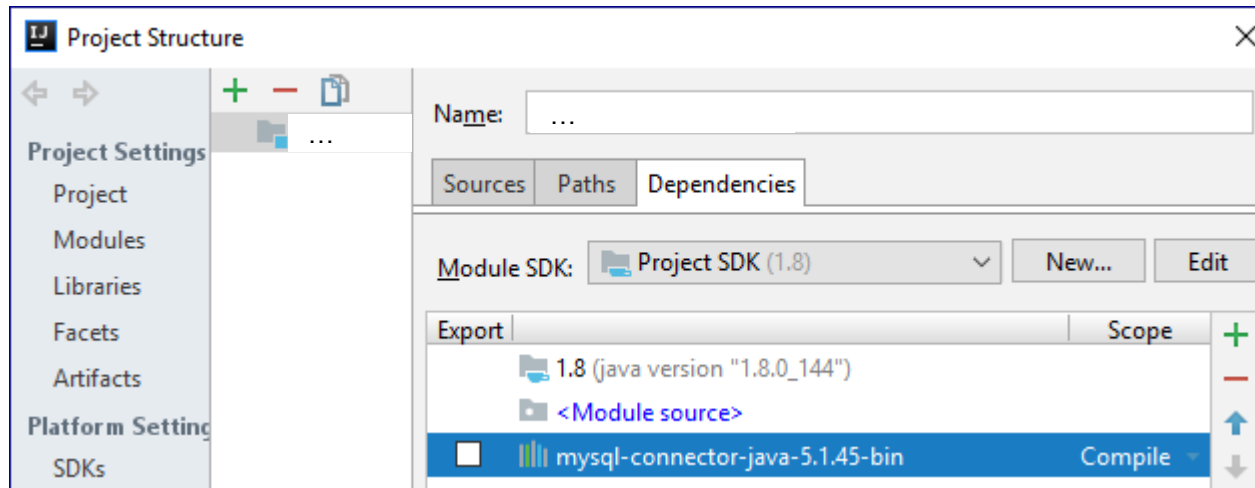 IJ
Project Structure
Project Settings
Project
Modules
Libraries
Facets
Artifacts
Platform Setting
SDKs
...
Name: ...
Sources Paths Dependencies
Module SDK: Project SDK (1.8) New... Edit
Export Scope
1.8 (java version "1.8.0_144")
<Module source>
mysql-connector-java-5.1.45-bin Compile